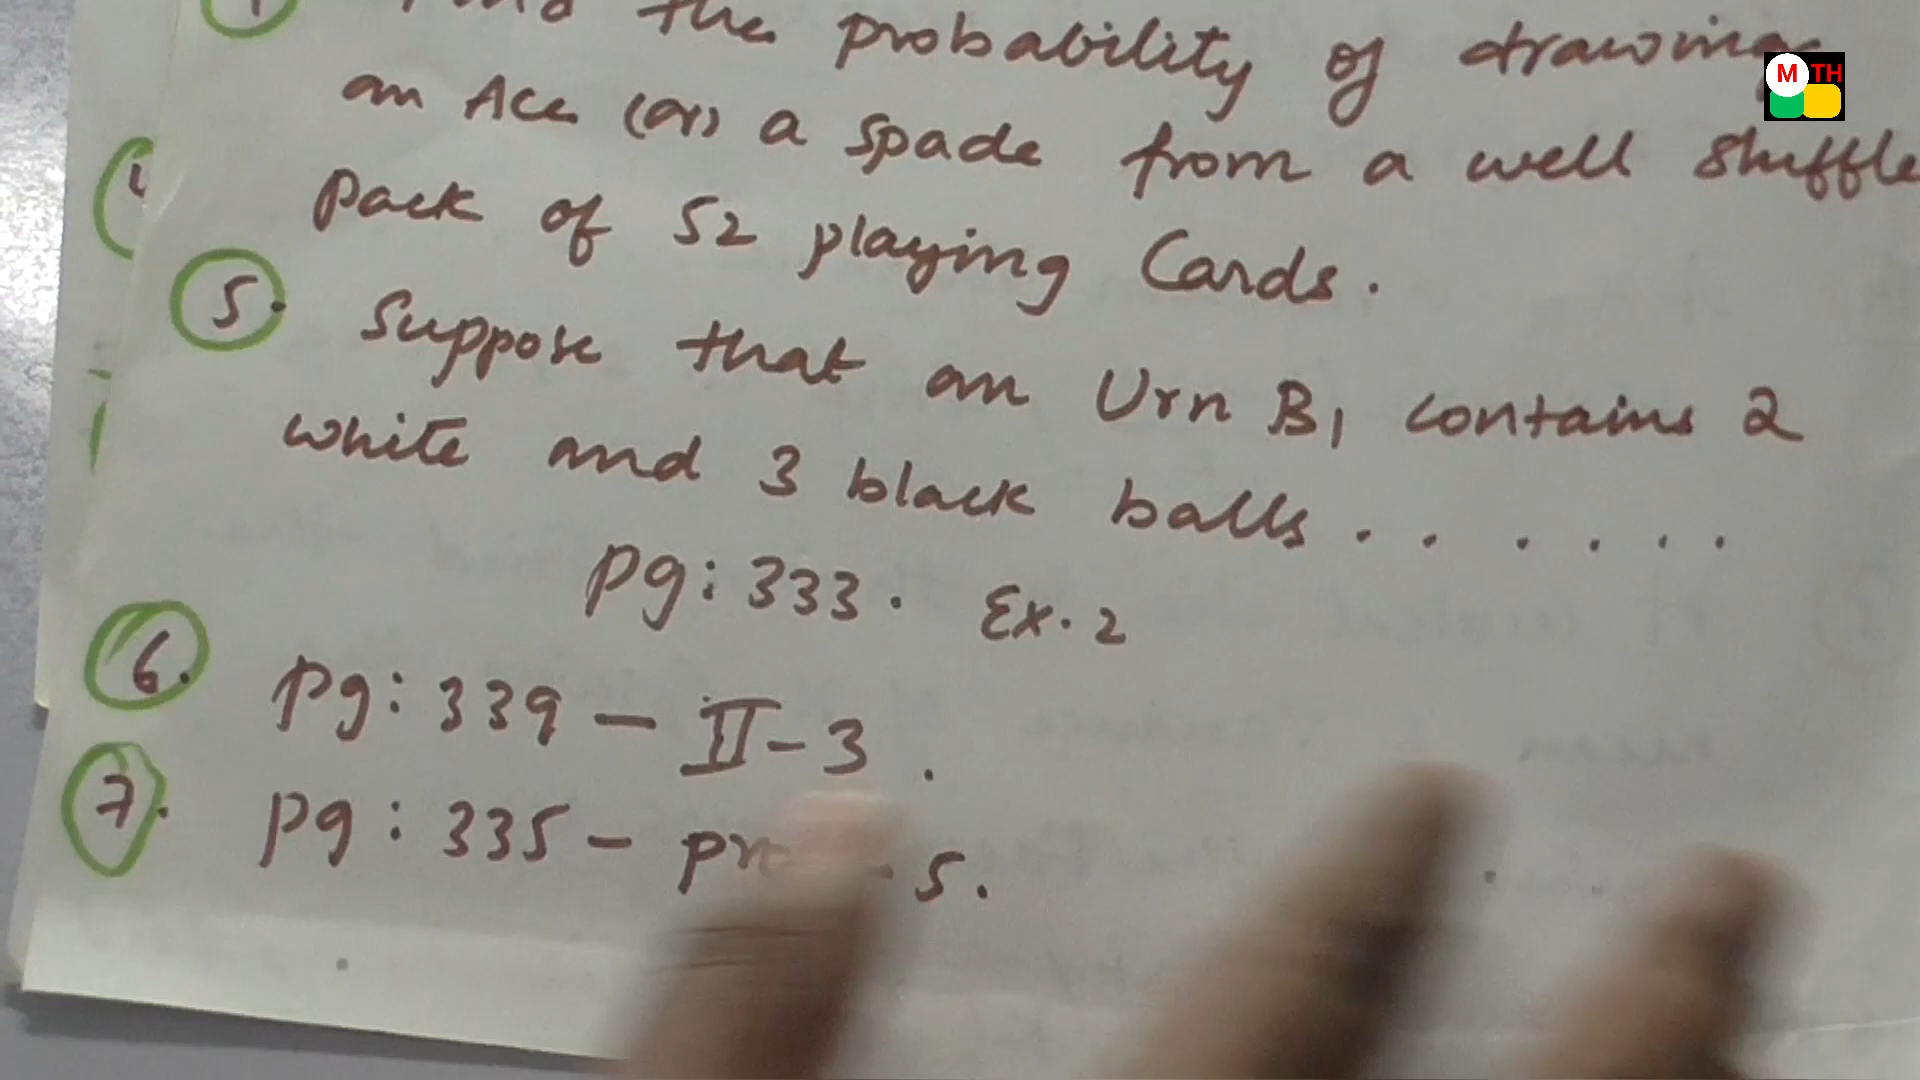 the probability of drawing
an Ace (or) a spade from a well shuffle
Pack of 52 playing Cards.
5. Suppose that an Urn B1 contains 2
white and 3 black balls . . . . . .
pg: 333. Ex. 2
6. pg: 339 - II - 3.
7. pg: 335 - - 5.
M TH